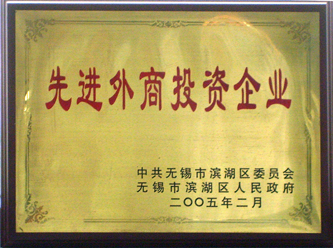 先进外商投资企业
中共无锡市滨湖区委员会
无锡市滨湖区人民政府
二〇〇五年二月